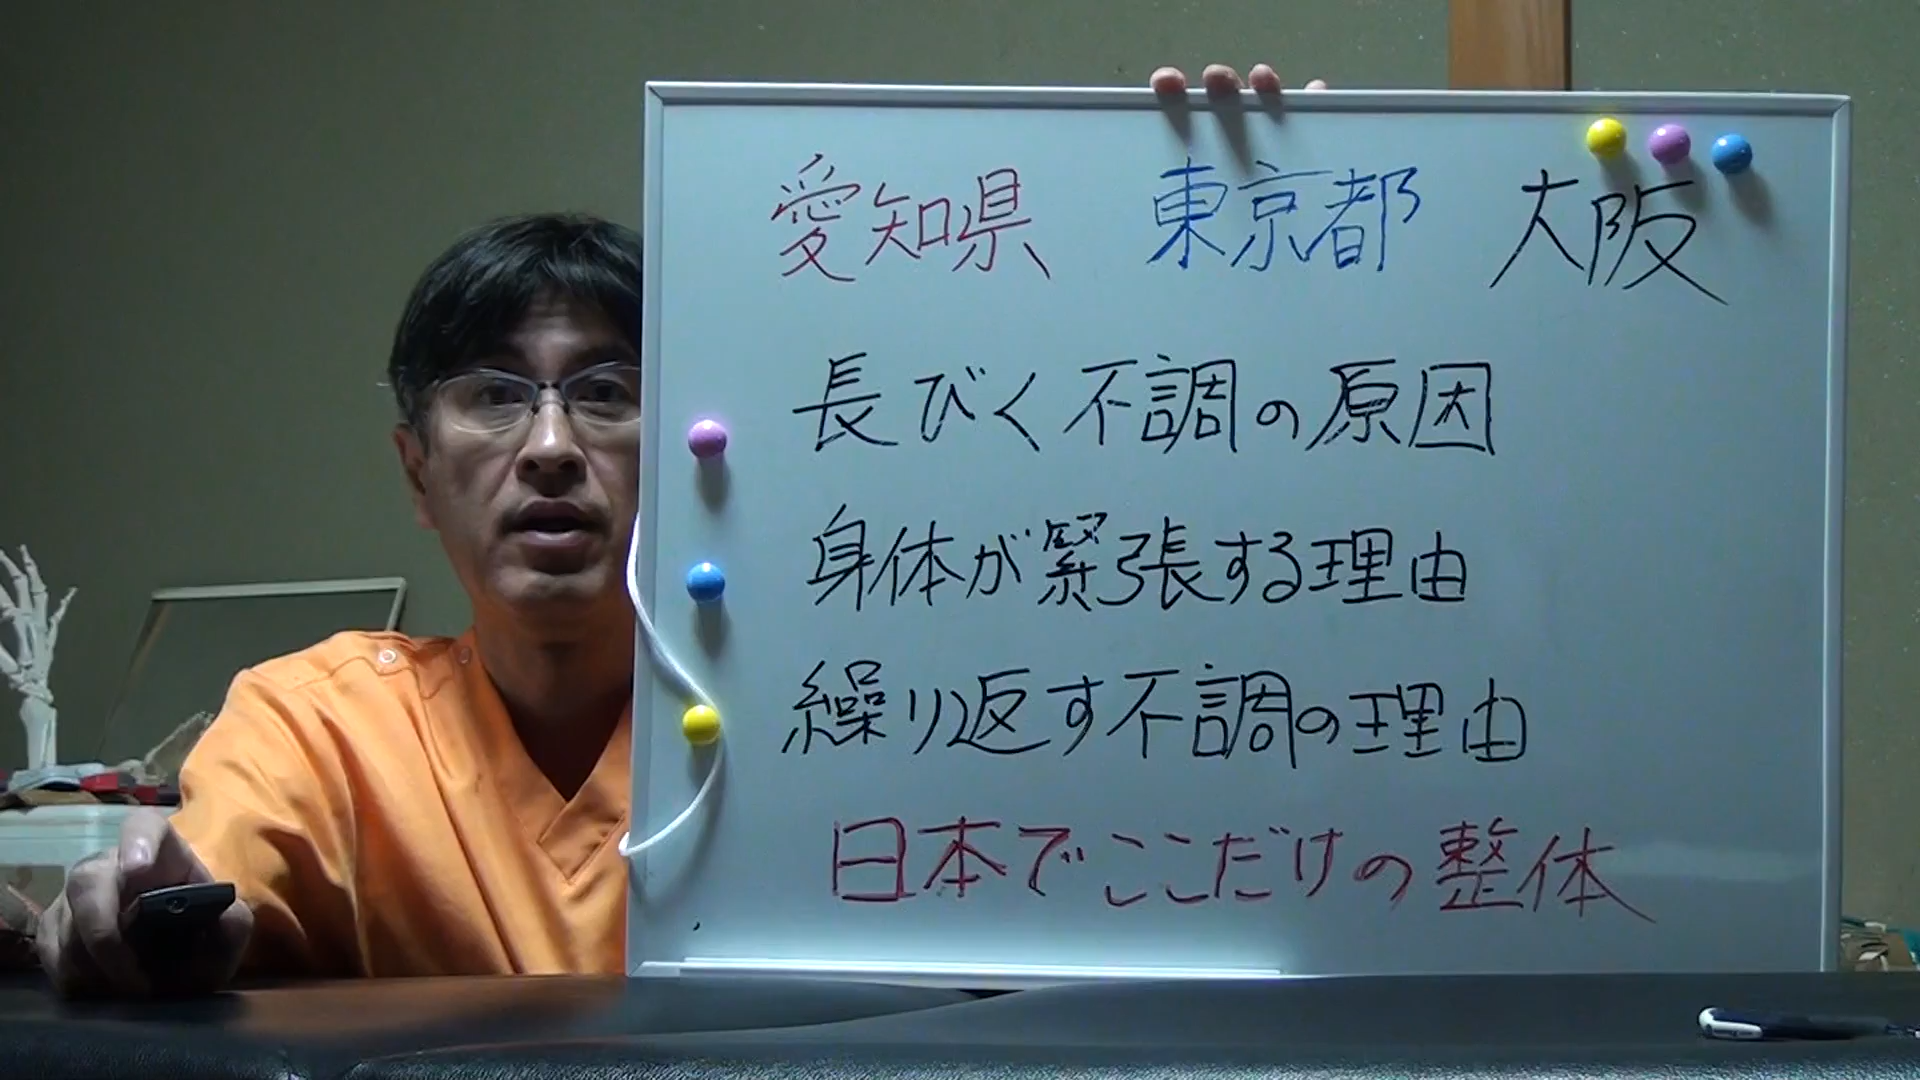 愛知県 東京都 大阪
長びく不調の原因
身体が緊張する理由
繰り返す不調の理由
日本でここだけの整体